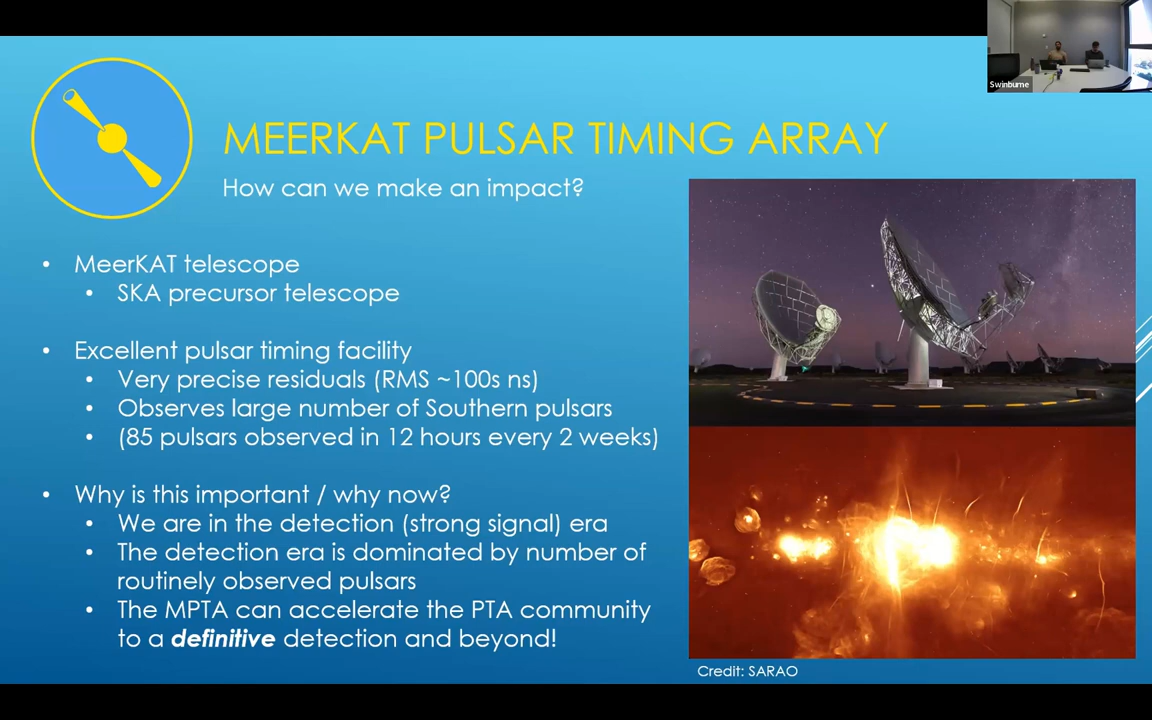 Swinburne
MEERKAT PULSAR TIMING ARRAY
How can we make an impact?
• MeerKAT telescope
• SKA precursor telescope
• Excellent pulsar timing facility
• Very precise residuals (RMS ~100s ns)
• Observes large number of Southern pulsars
• (85 pulsars observed in 12 hours every 2 weeks)
• Why is this important / why now?
• We are in the detection (strong signal) era
• The detection era is dominated by number of
routinely observed pulsars
• The MPTA can accelerate the PTA community
to a definitive detection and beyond!
Credit: SARAO